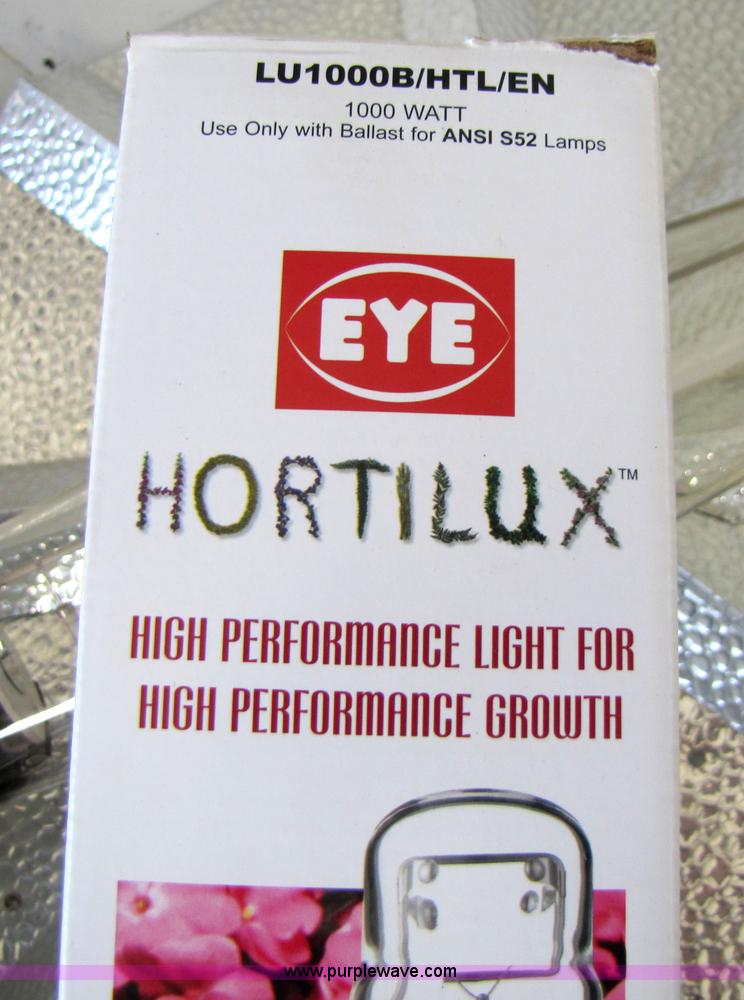 LU1000B/HTL/EN
1000 WATT
Use Only with Ballast for ANSI S52 Lamps
EYE
HORTILUX™
HIGH PERFORMANCE LIGHT FOR
HIGH PERFORMANCE GROWTH
www.purplewave.com